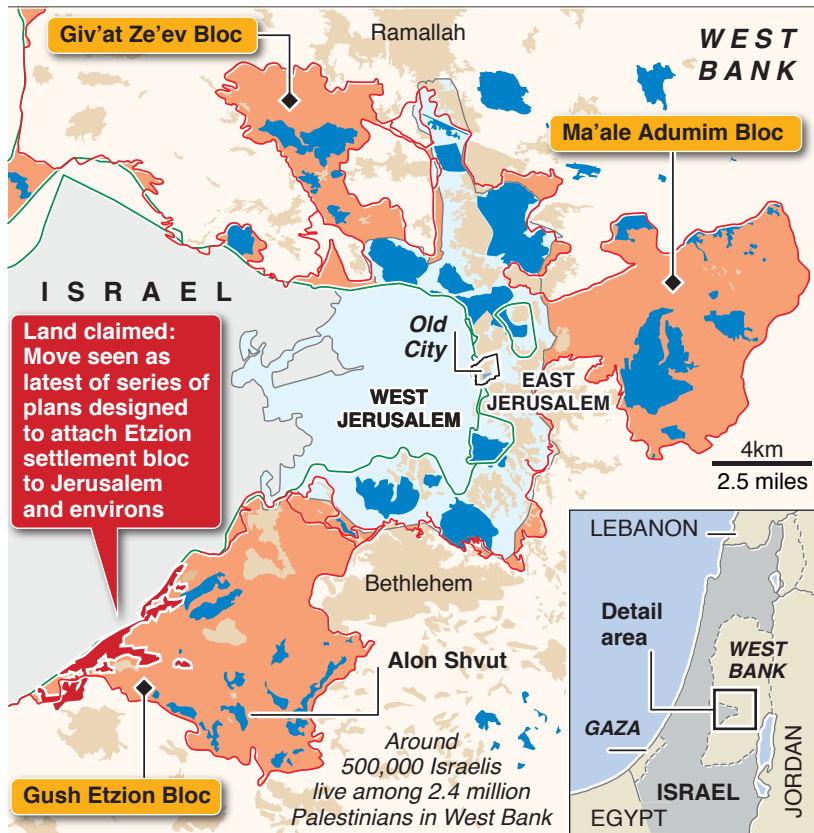 Giv'at Ze'ev Bloc
Ramallah
WEST
BANK
Ma'ale Adumim Bloc
ISRAEL
Land claimed:
Move seen as
latest of series of
plans designed
to attach Etzion
settlement bloc
to Jerusalem
and environs
Old
City
WEST
JERUSALEM
EAST
JERUSALEM
4km
2.5 miles
Bethlehem
Alon Shvut
Gush Etzion Bloc
Around
500,000 Israelis
live among 2.4 million
Palestinians in West Bank
LEBANON
Detail
area
WEST
BANK
GAZA
ISRAEL
JORDAN
EGYPT